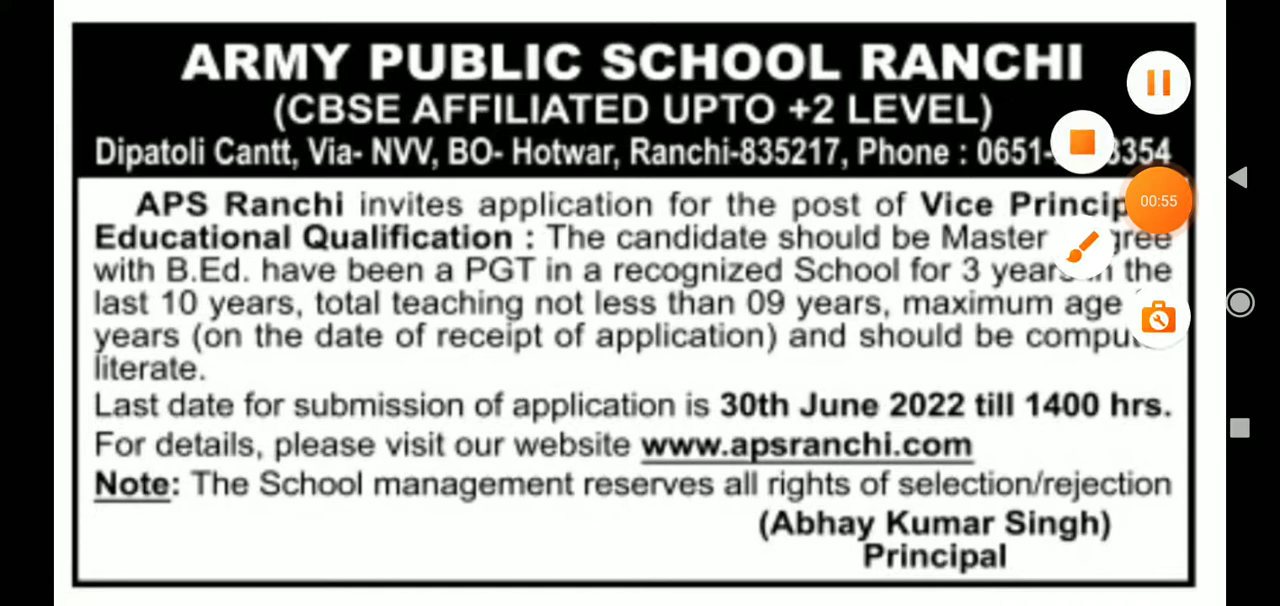 ARMY PUBLIC SCHOOL RANCHI
(CBSE AFFILIATED UPTO +2 LEVEL)
Dipatoli Cantt, Via- NVV, BO- Hotwar, Ranchi-835217, Phone : 0651-
APS Ranchi invites application for the post of Vice
Educational Qualification : The candidate should be Master
with B.Ed. have been a PGT in a recognized School for 3 years in the
last 10 years, total teaching not less than 09 years, maximum age
years (on the date of receipt of application) and should be
literate.
Last date for submission of application is 30th June 2022 till 1400 hrs.
For details, please visit our website www.apsranchi.com
Note: The School management reserves all rights of selection/rejection
(Abhay Kumar Singh)
Principal
00:55